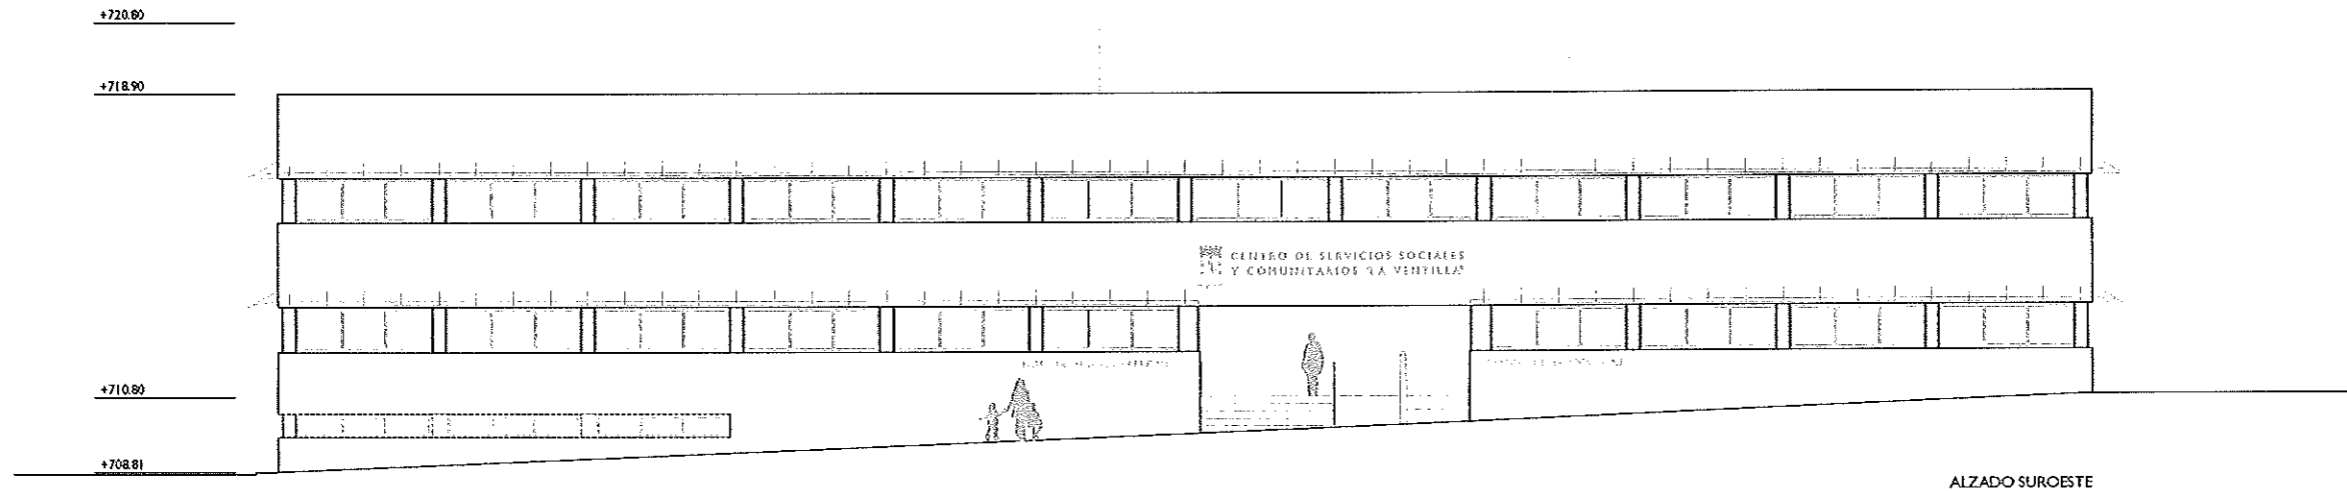 +720.80
+718.90
CENTRO DE SERVICIOS SOCIALES
Y COMUNITARIOS "LA VENTILLA"
+710.80
+708.81
ALZADO SUROESTE